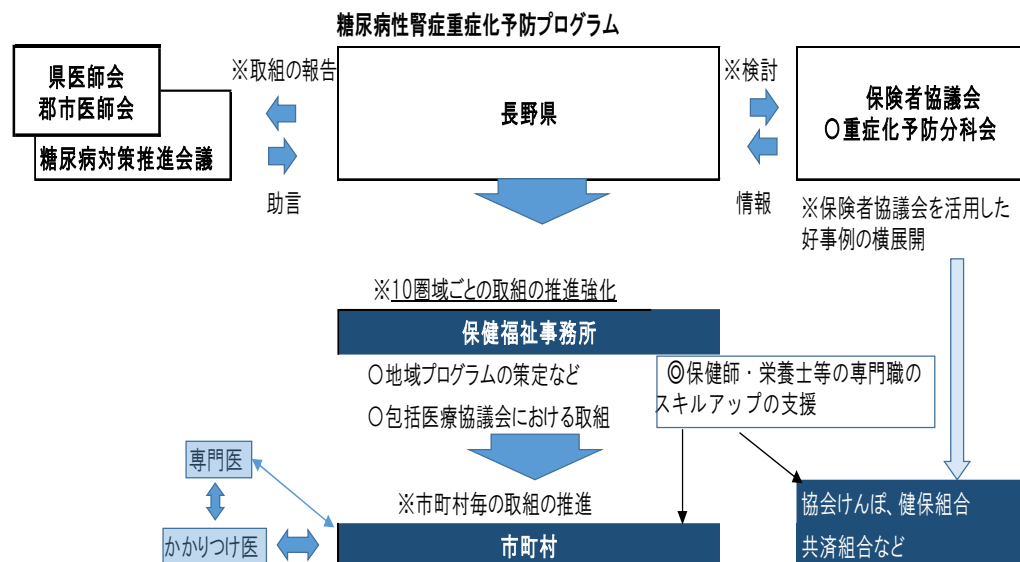 糖尿病性腎症重症化予防プログラム
県医師会
郡市医師会
糖尿病対策推進会議
※取組の報告
助言
長野県
※検討
情報
保険者協議会
○重症化予防分科会
※保険者協議会を活用した
好事例の横展開
※10圏域ごとの取組の推進強化
保健福祉事務所
○地域プログラムの策定など
○包括医療協議会における取組
◎保健師・栄養士等の専門職の
スキルアップの支援
専門医
かかりつけ医
※市町村毎の取組の推進
市町村
協会けんぽ、健保組合
共済組合など